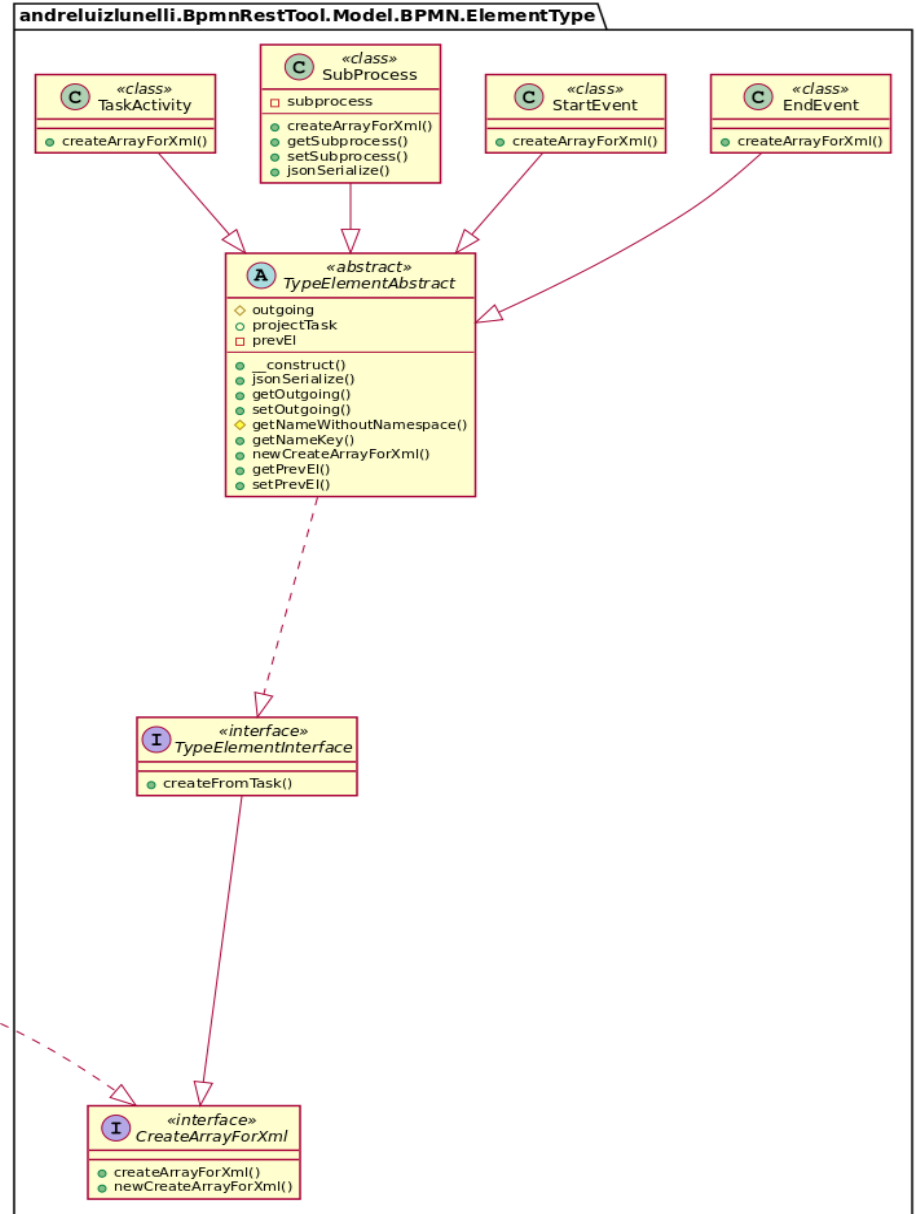 andreluizlunelli.BpmnRestTool.Model.BPMN.ElementType
C
«class»
TaskActivity
createArrayForXml()
C
«class»
SubProcess
subprocess
createArrayForXml()
getSubprocess()
setSubprocess()
jsonSerialize()
C
«class»
StartEvent
createArrayForXml()
C
«class»
EndEvent
createArrayForXml()
A
«abstract»
TypeElementAbstract
outgoing
projectTask
prevEl
__construct()
jsonSerialize()
getOutgoing()
setOutgoing()
getNameWithoutNamespace()
getNameKey()
newCreateArrayForXml()
getPrevEl()
setPrevEl()
I
«interface»
TypeElementInterface
createFromTask()
I
«interface»
CreateArrayForXml
createArrayForXml()
newCreateArrayForXml()